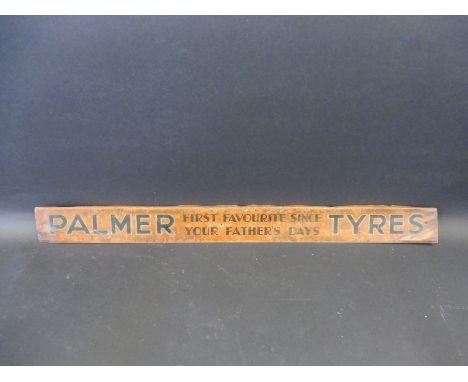 PALMER FIRST FAVOURITE SINCE TYRES
YOUR FATHER'S DAYS